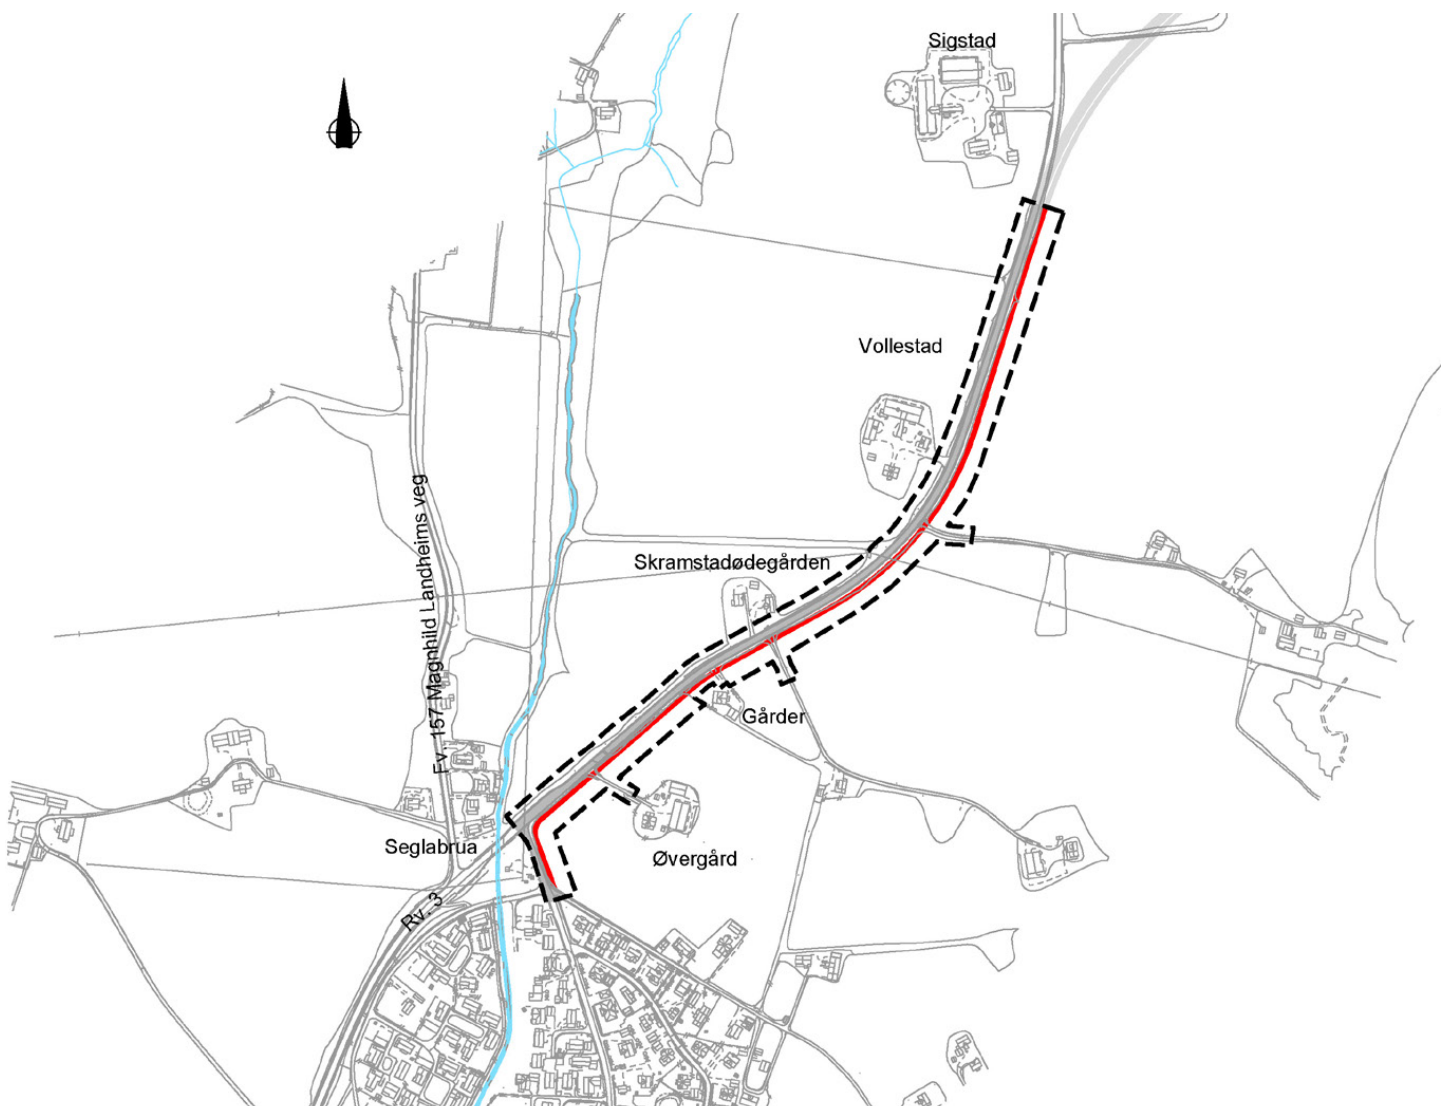 Sigstad
Vollestad
Skramstadødegården
Fv. 157 Magnhild Landheims veg
Gårder
Seglabrua
Øvergård
Rv. 3